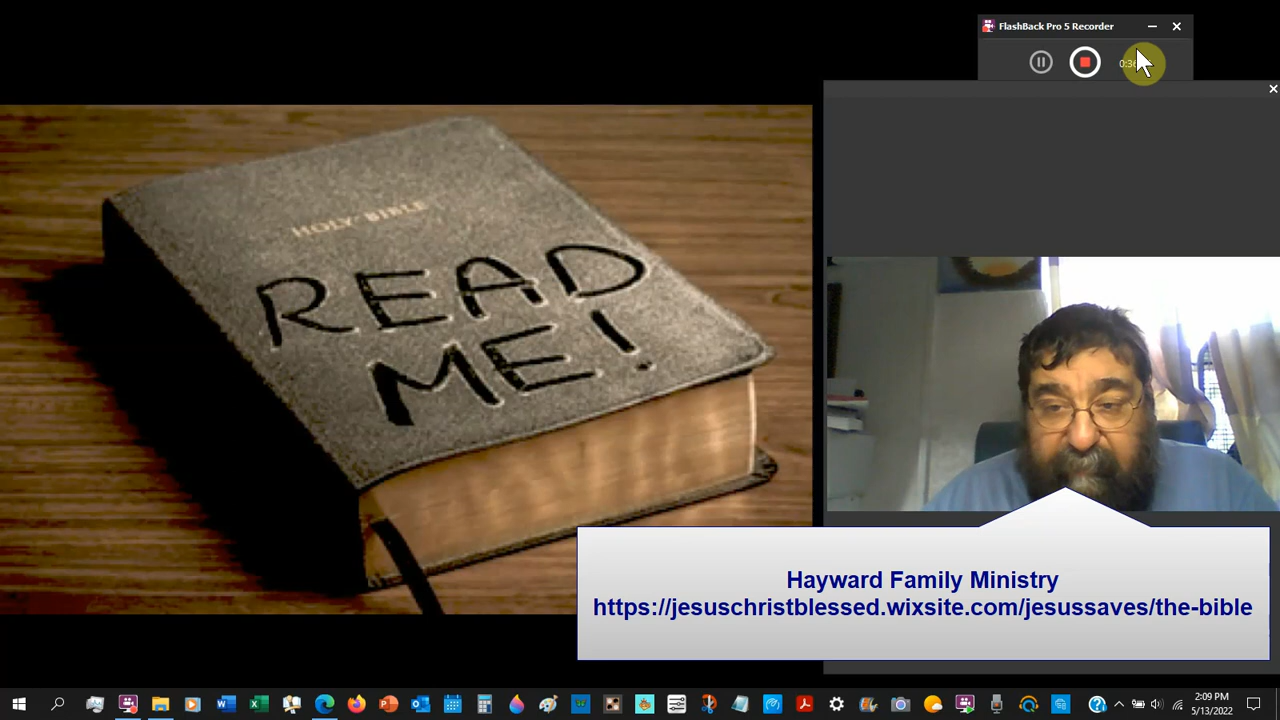 FlashBack Pro 5 Recorder
HOLY BIBLE
READ
ME!
Hayward Family Ministry
https://jesuschristblessed.wixsite.com/jesussaves/the-bible
2:09 PM
5/13/2022